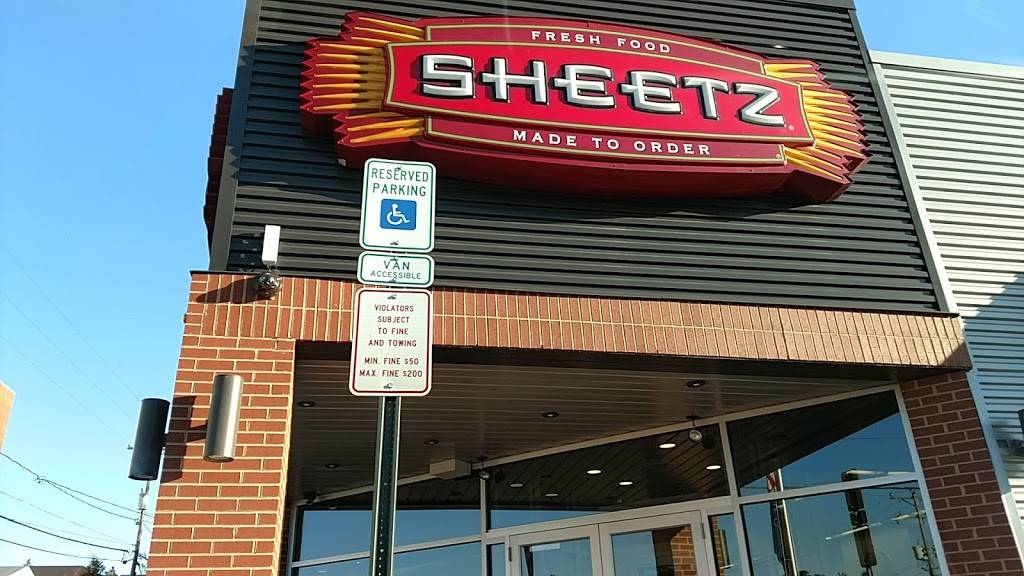 FRESH FOOD
SHEETZ
MADE TO ORDER
RESERVED
PARKING
VAN
ACCESSIBLE
VIOLATORS
SUBJECT
TO FINE
AND TOWING
MIN. FINE $50
MAX. FINE $200